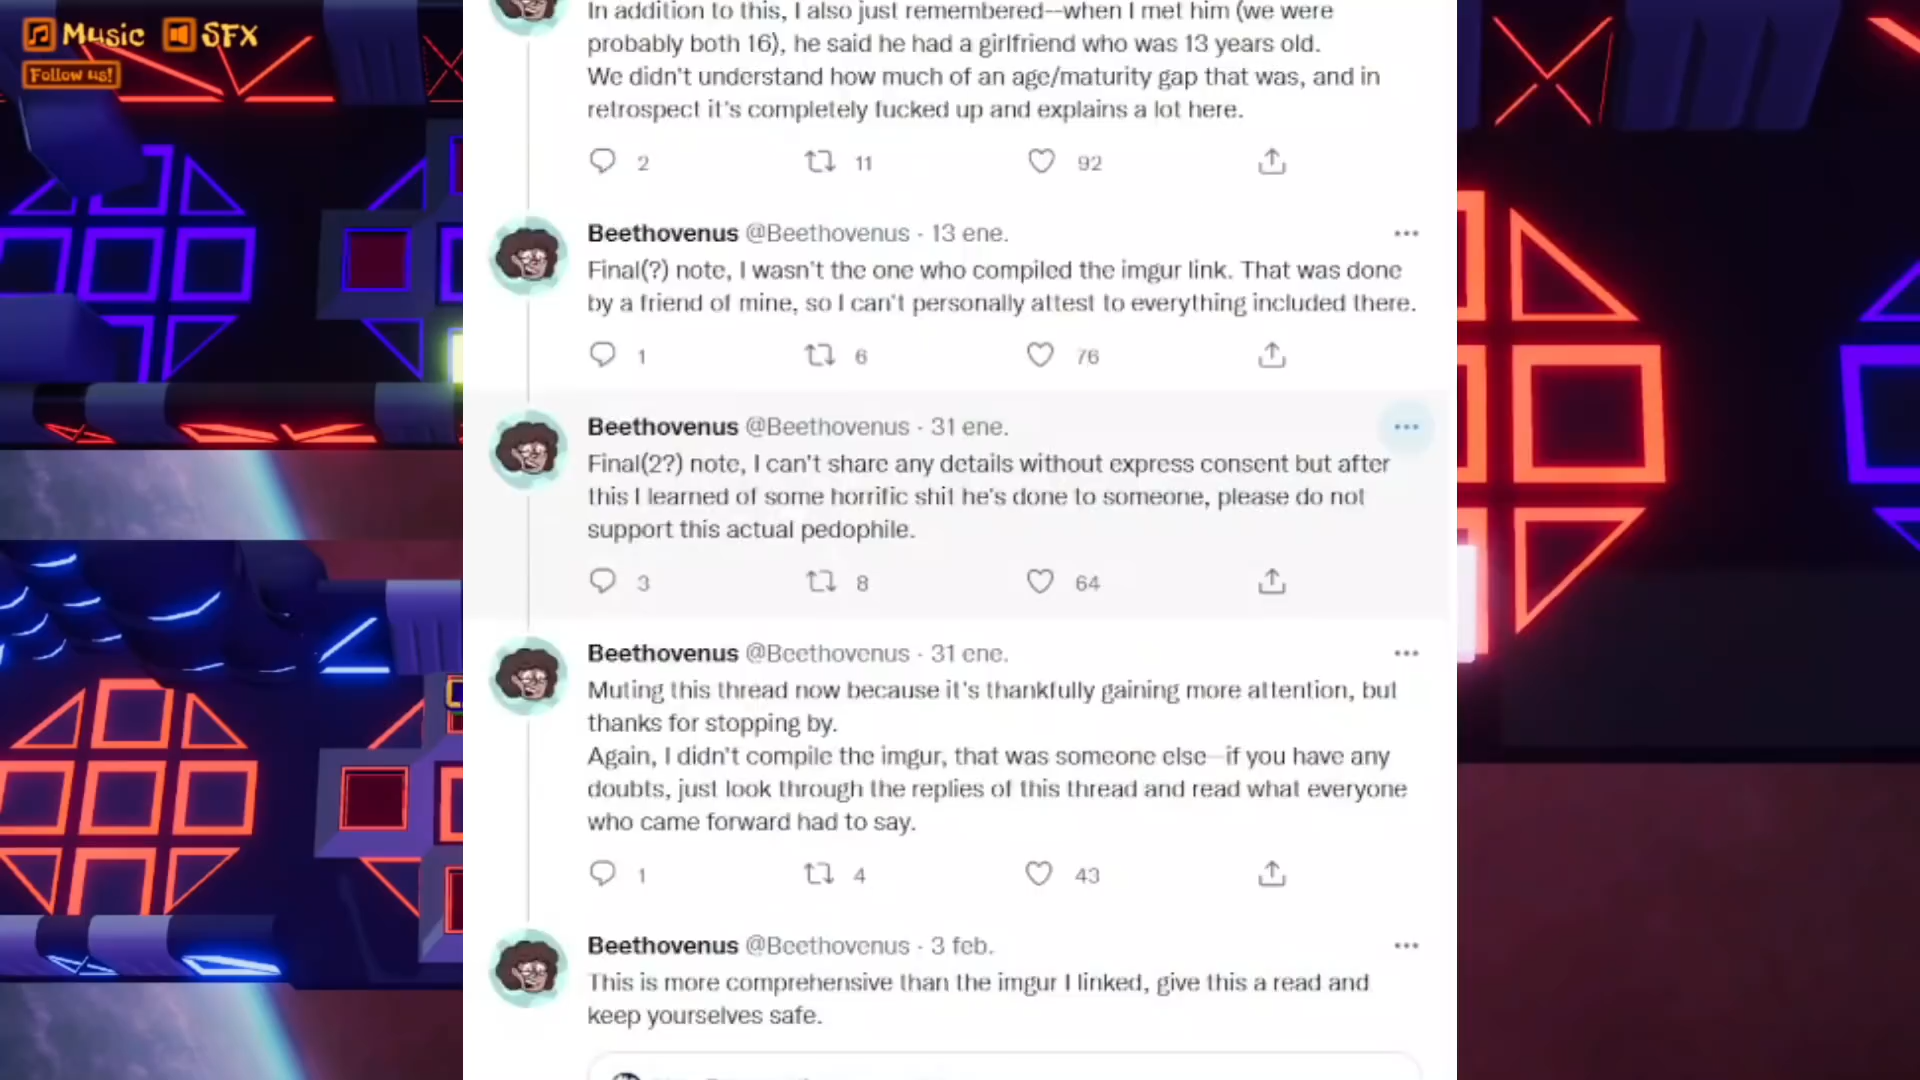 Music SFX
Follow us!
In addition to this, I also just remembered--when I met him (we were
probably both 16), he said he had a girlfriend who was 13 years old.
We didn't understand how much of an age/maturity gap that was, and in
retrospect it's completely fucked up and explains a lot here.
2 11 92
Beethovenus @Beethovenus · 13 ene.
Final(?) note, I wasn't the one who compiled the imgur link. That was done
by a friend of mine, so I can't personally attest to everything included there.
1 6 76
Beethovenus @Beethovenus · 31 ene.
Final(2?) note, I can't share any details without express consent but after
this I learned of some horrific shit he's done to someone, please do not
support this actual pedophile.
3 8 64
Beethovenus @Beethovenus · 31 ene.
Muting this thread now because it's thankfully gaining more attention, but
thanks for stopping by.
Again, I didn't compile the imgur, that was someone else—if you have any
doubts, just look through the replies of this thread and read what everyone
who came forward had to say.
1 4 43
Beethovenus @Beethovenus · 3 feb.
This is more comprehensive than the imgur I linked, give this a read and
keep yourselves safe.